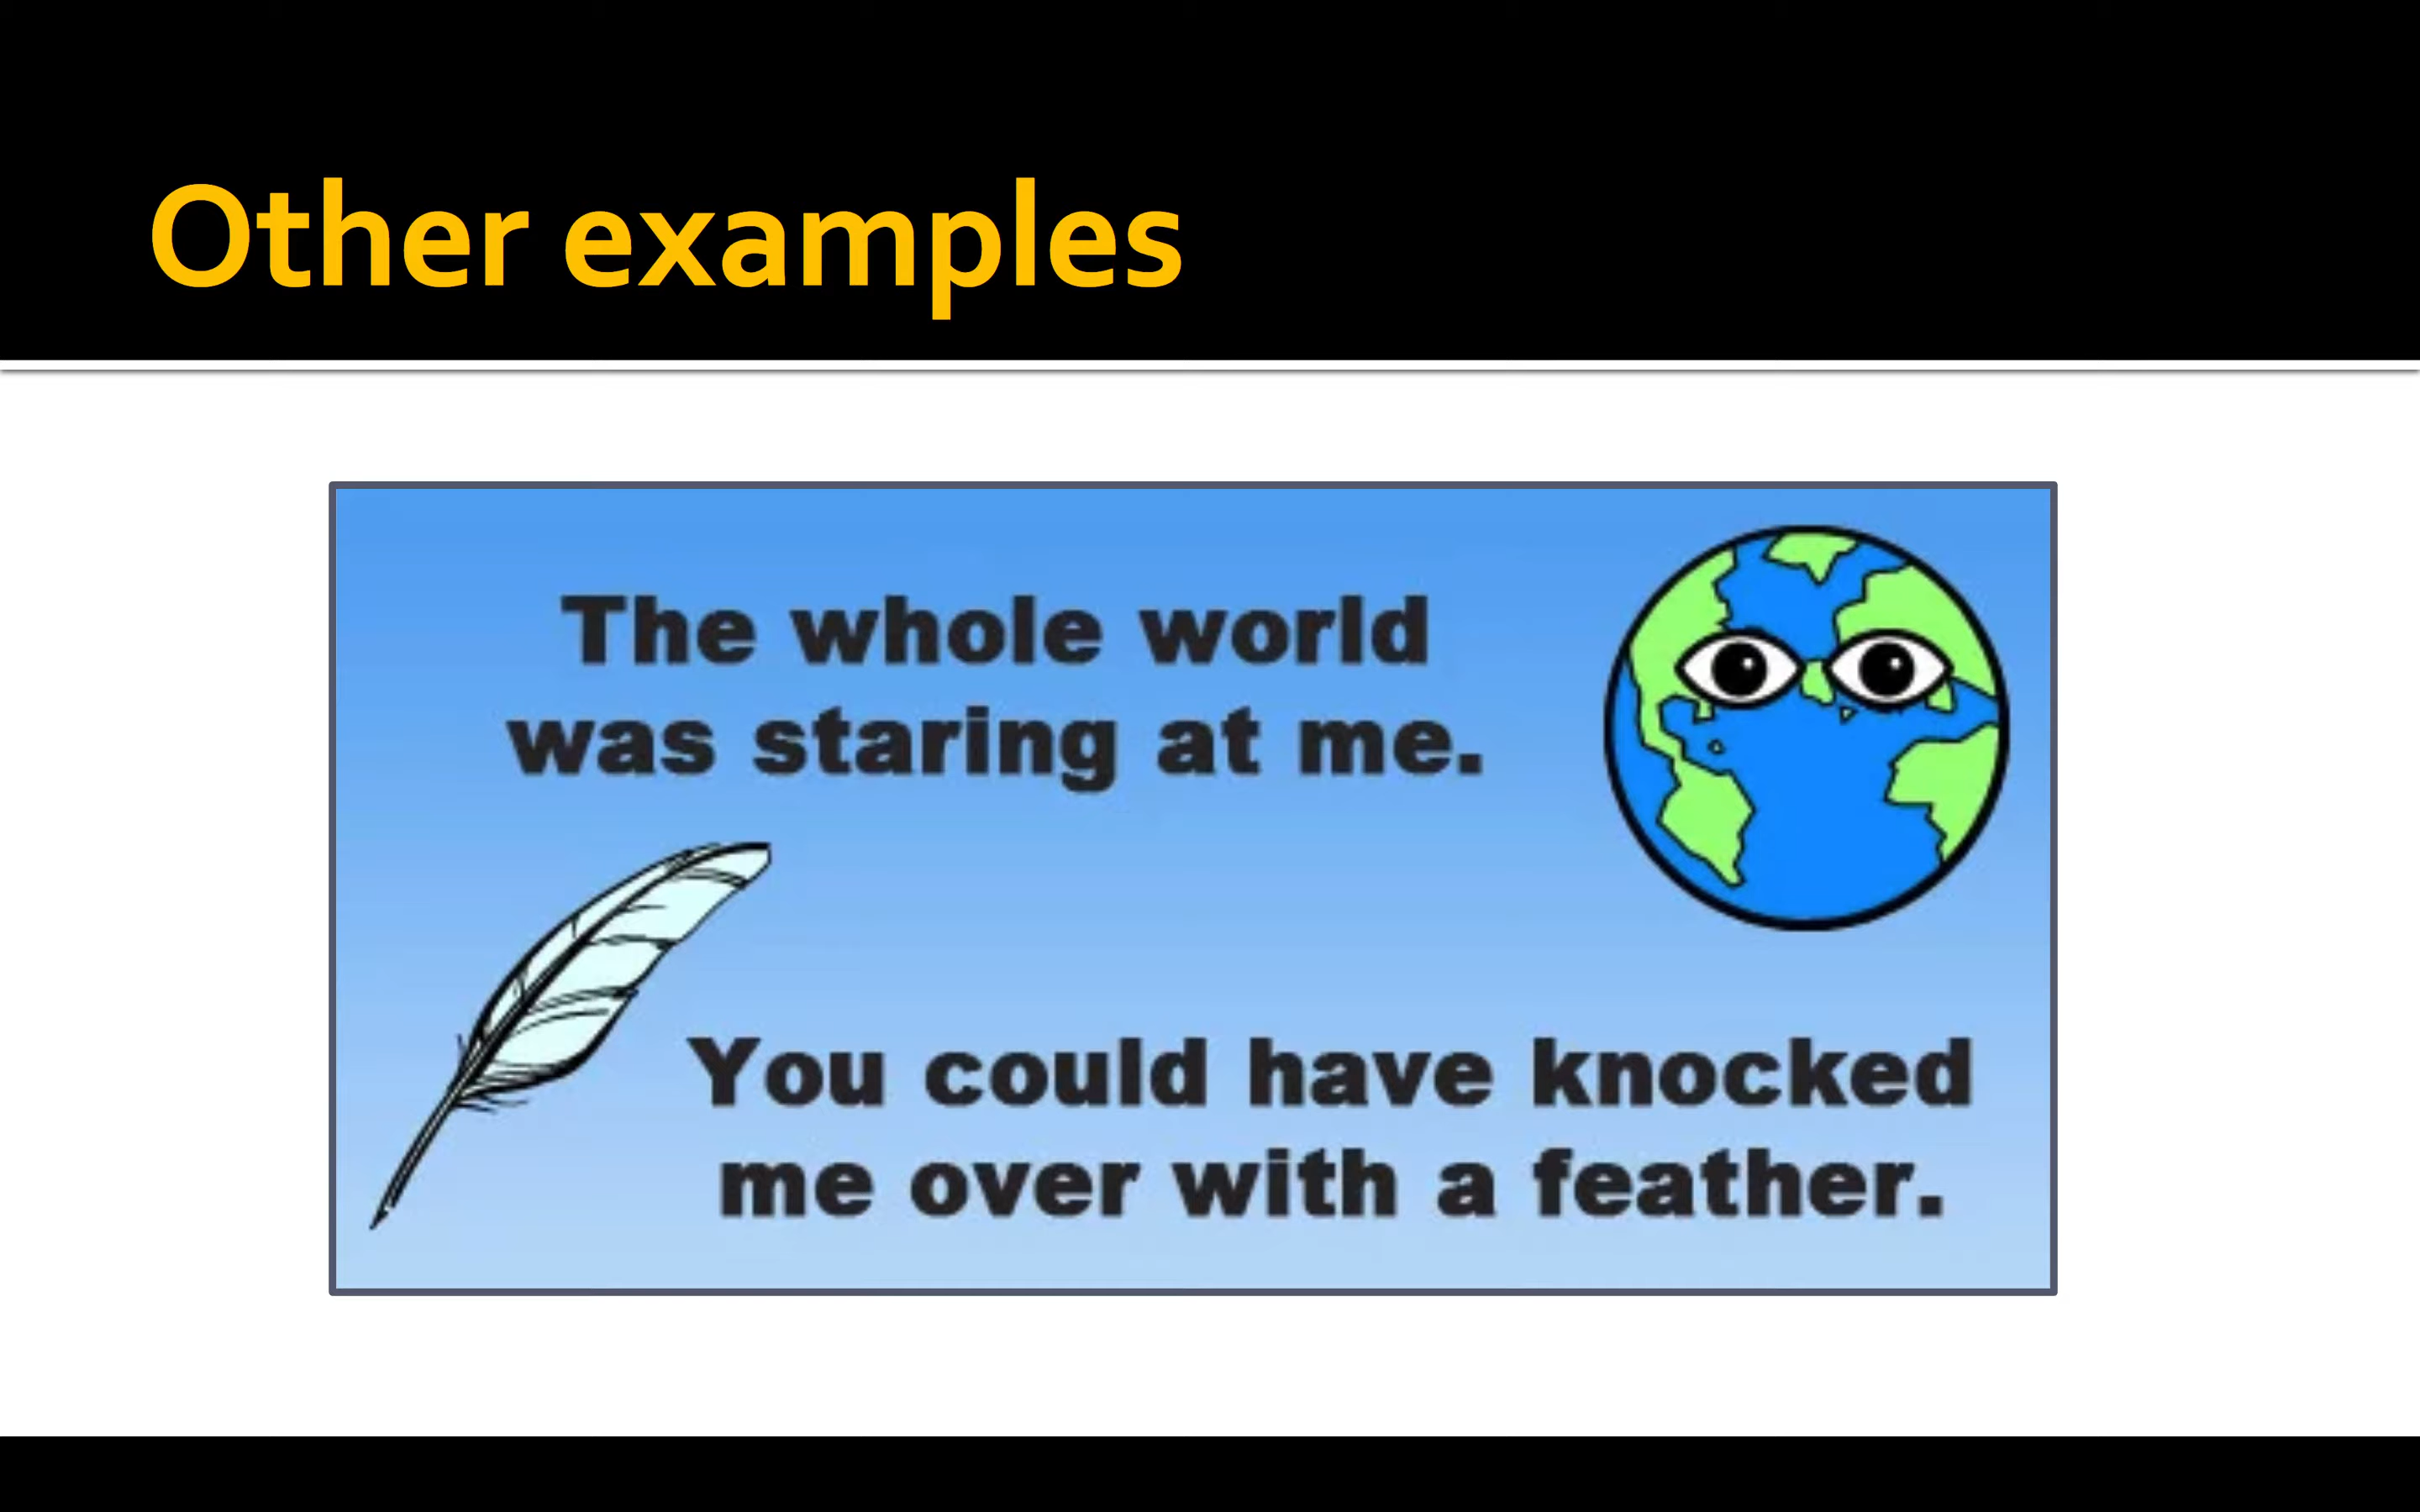 Other examples
The whole world
was staring at me.
You could have knocked
me over with a feather.